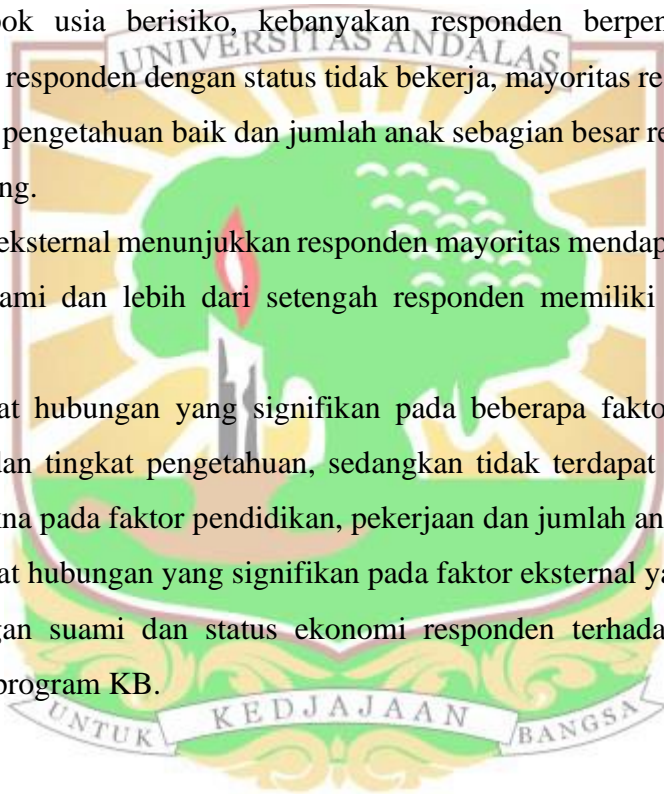 ok usia berisiko, kebanyakan responden berpen
UNIVERSITAS ANDALAS
responden dengan status tidak bekerja, mayoritas re
pengetahuan baik dan jumlah anak sebagian besar re
ng.
eksternal menunjukkan responden mayoritas mendap
ami dan lebih dari setengah responden memiliki
at hubungan yang signifikan pada beberapa fakto
dan tingkat pengetahuan, sedangkan tidak terdapat
na pada faktor pendidikan, pekerjaan dan jumlah an
at hubungan yang signifikan pada faktor eksternal ya
gan suami dan status ekonomi responden terhada
program KB.
UNTUK KEDJAJAAN BANGSA